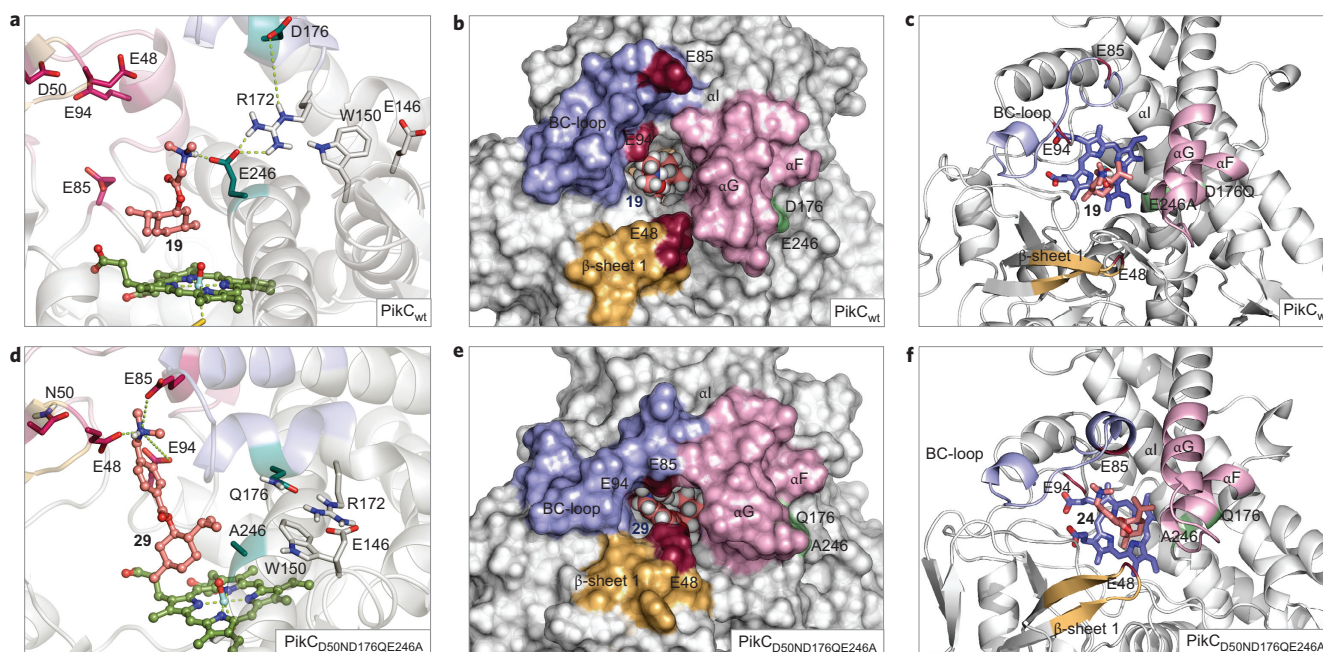 a
D176
E48
D50
E94
R172
W150
E146
E85
E246
19
PikCwt
b
E85
αI
BC-loop
E94
αF
αG
19
D176
E48
E246
β-sheet 1
PikCwt
c
E85
αI
BC-loop
E94
αG
αF
D176Q
19
E246A
β-sheet 1
E48
PikCw
d
E85
N50
E94
E48
Q176
R172
29
A246
E146
W150
PikCD50ND176QE246A
e
αI
E85
E94
αF
BC-loop
29
αG
Q176
A246
β-sheet 1
E48
PikCD50ND176QE246A
f
αI
αG
BC-loop
E85
αF
E94
24
Q176
A246
E48
β-sheet 1
PikCD50ND176QE246A